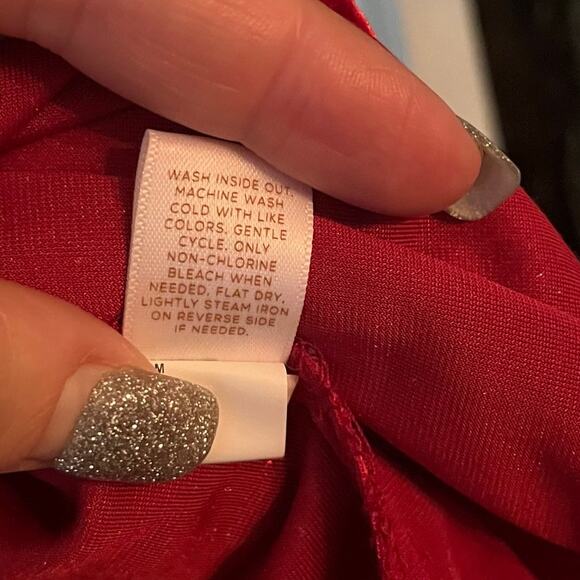 WASH INSIDE OUT.
MACHINE WASH
COLD WITH LIKE
COLORS. GENTLE
CYCLE. ONLY
NON-CHLORINE
BLEACH WHEN
NEEDED. FLAT DRY.
LIGHTLY STEAM IRON
ON REVERSE SIDE
IF NEEDED.
M